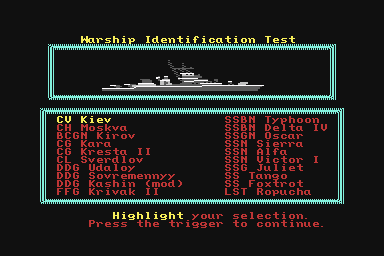 Warship Identification Test
CV Kiev
CH Moskva
BCGN Kirov
CG Kara
CG Kresta II
CL Sverdlov
DDG Udaloy
DDG Sovremennyy
DDG Kashin (mod)
FFG Krivak II
SSBN Typhoon
SSBN Delta IV
SSGN Oscar
SSN Sierra
SSN Alfa
SSN Victor I
SSG Juliet
SS Tango
SS Foxtrot
LST Ropucha
Highlight your selection.
Press the trigger to continue.